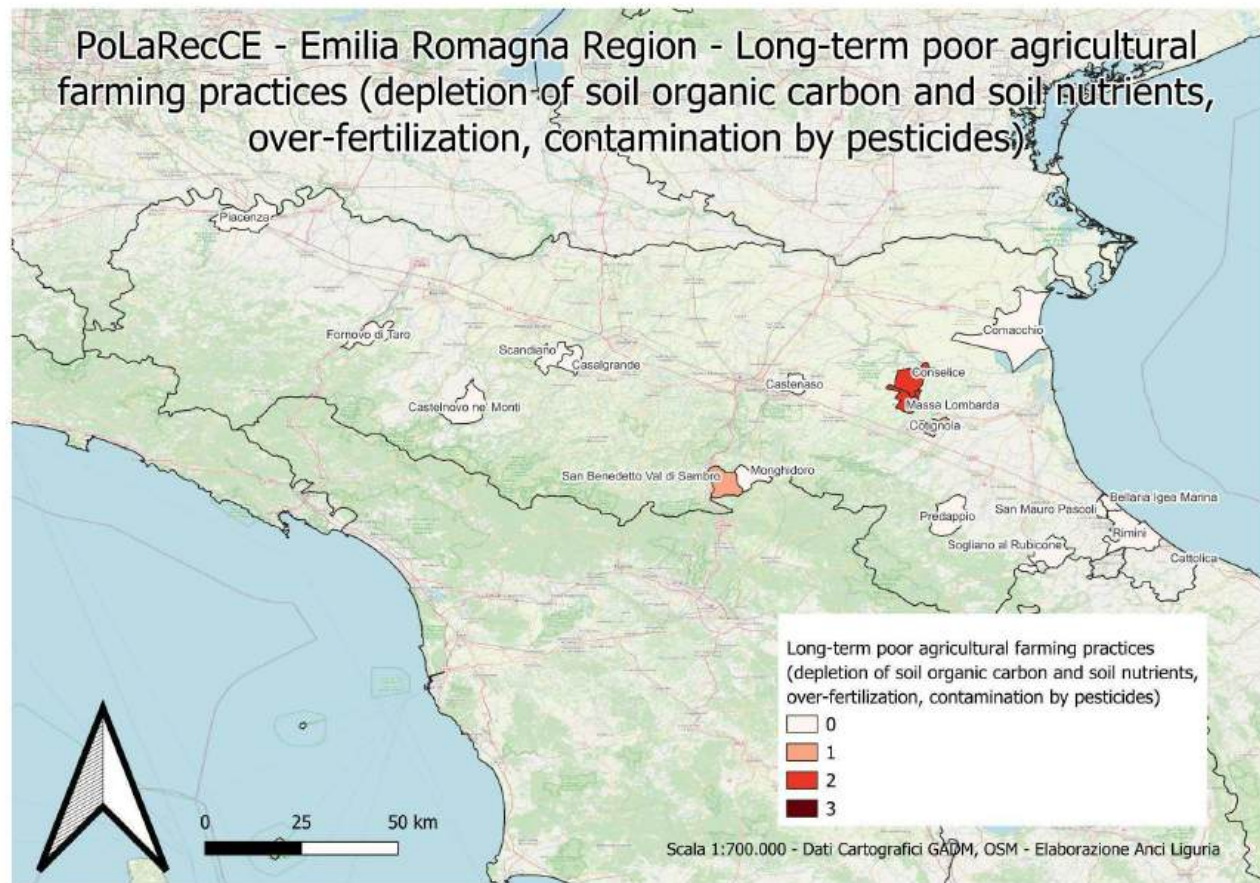 PoLaRecCE - Emilia Romagna Region - Long-term poor agricultural
farming practices (depletion of soil organic carbon and soil nutrients,
over-fertilization, contamination by pesticides)
Piacenza
Comacchio
Fornovo di Taro
Scandiano
Casalgrande
Conselice
Castenaso
Castelnovo ne' Monti
Massa Lombarda
Cotignola
San Benedetto Val di Sambro
Monghidoro
Bellaria Igea Marina
San Mauro Pascoli
Predappio
Rimini
Sogliano al Rubicone
Cattolica
Long-term poor agricultural farming practices
(depletion of soil organic carbon and soil nutrients,
over-fertilization, contamination by pesticides)
0
1
2
3
0 25 50 km
Scala 1:700.000 - Dati Cartografici GADM, OSM - Elaborazione Anci Liguria